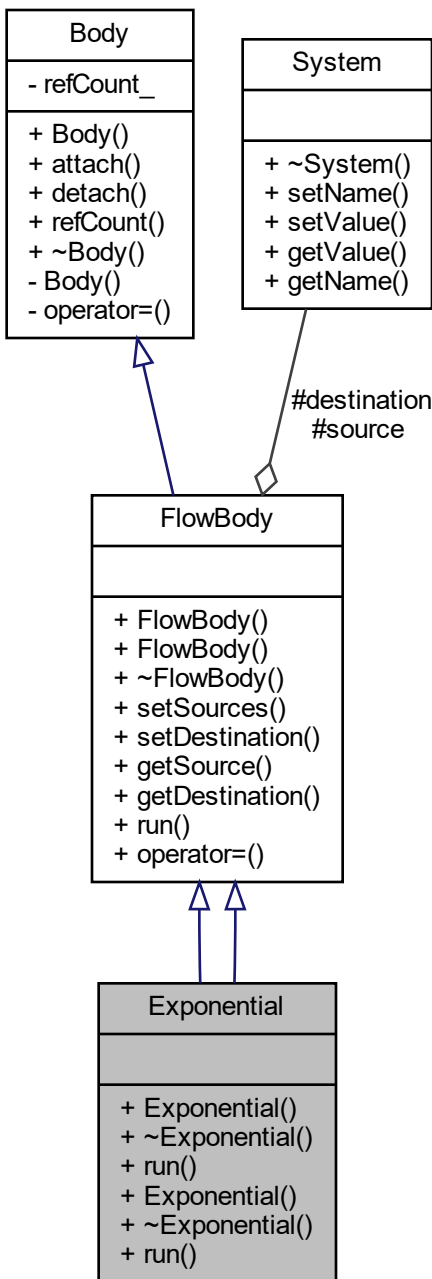 Body
- refCount_
+ Body()
+ attach()
+ detach()
+ refCount()
+ ~Body()
- Body()
- operator=()
System
+ ~System()
+ setName()
+ setValue()
+ getValue()
+ getName()
#destination
#source
FlowBody
+ FlowBody()
+ FlowBody()
+ ~FlowBody()
+ setSources()
+ setDestination()
+ getSource()
+ getDestination()
+ run()
+ operator=()
Exponential
+ Exponential()
+ ~Exponential()
+ run()
+ Exponential()
+ ~Exponential()
+ run()